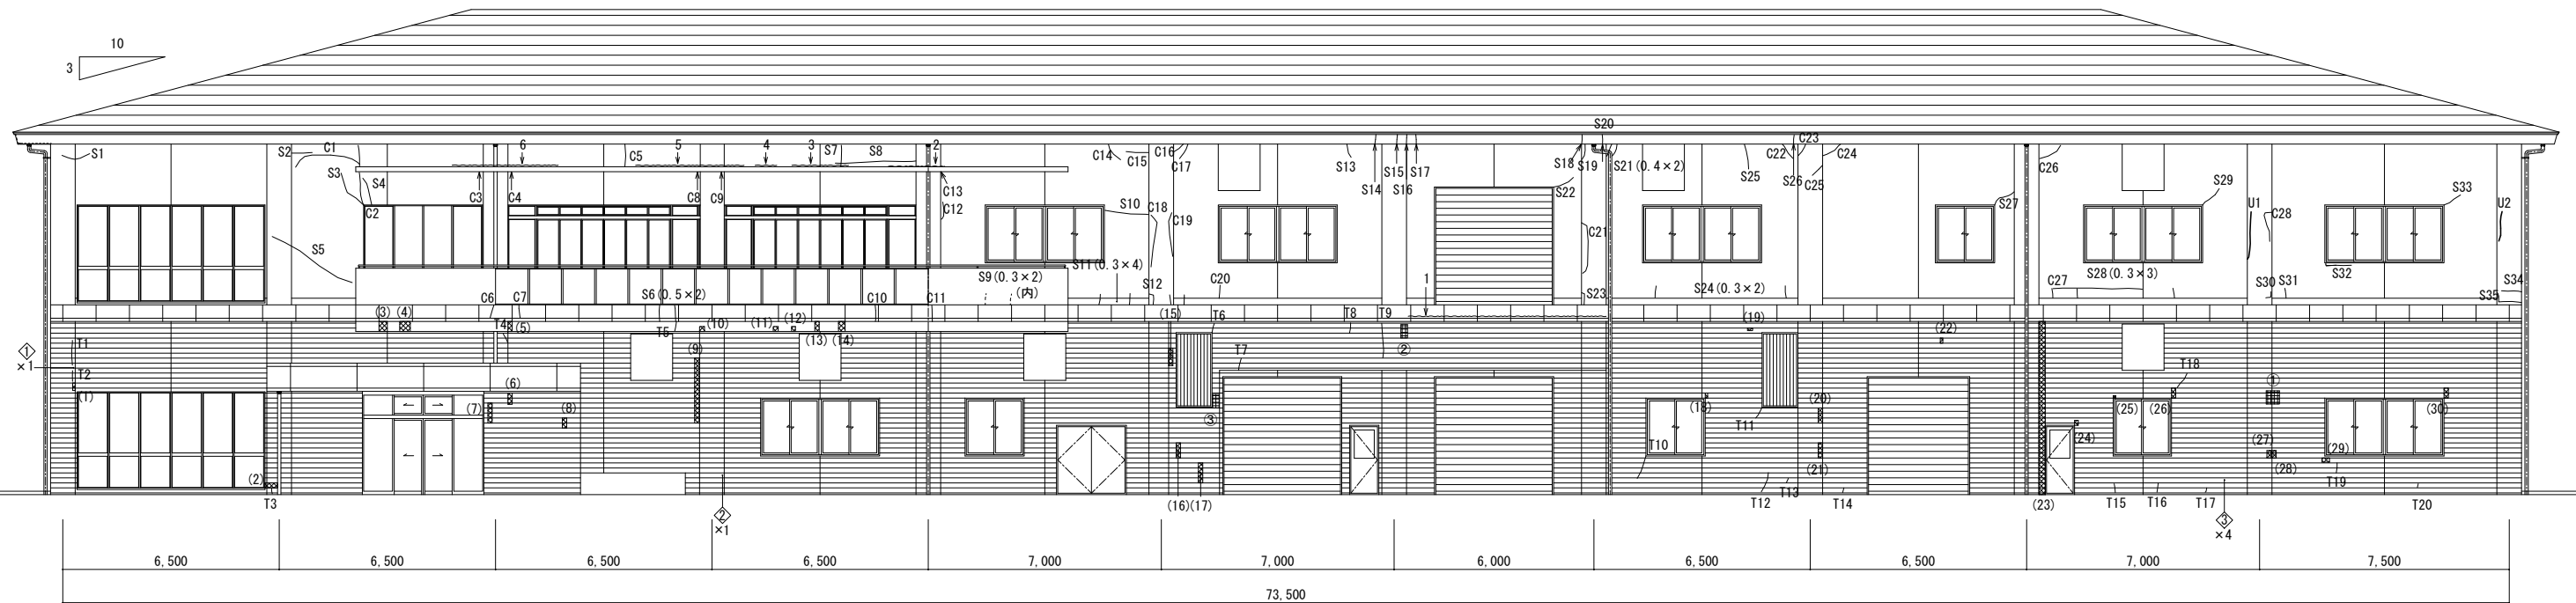 10
3
S20
S1
S2
C1
6
C5
5
4
3
S7
S8
2
C14
C15
C16
C17
S13
S15
S17
S18
S19
S21(0.4×2)
C22
C23
C24
S25
S26
C25
C26
S3
S4
C2
C3
C4
C8
C9
C13
C12
S10
C18
C19
S14
S16
S22
C21
S27
S29
U1
C28
S33
U2
S5
S6(0.5×2)
C6
C7
C10
C11
S9(0.3×2)
(内)
S11(0.3×4)
S12
C20
1
S23
S24(0.3×2)
C27
S28(0.3×3)
S30
S31
S32
S34
S35
(3)
(4)
T4
(5)
T5
(10)
(11)
(12)
(13)
(14)
(15)
T6
T8
T9
②
(19)
(22)
1
×1
T1
T2
(1)
(9)
T7
(6)
(7)
(8)
③
(18)
T11
(20)
T18
①
(25)
(26)
(30)
(24)
(27)
(28)
(29)
T19
T10
(21)
(2)
T3
(16)
(17)
T12
T13
T14
(23)
T15
T16
T17
T20
2
×1
3
×4
6,500
6,500
6,500
6,500
7,000
7,000
6,000
6,500
6,500
7,000
7,500
73,500